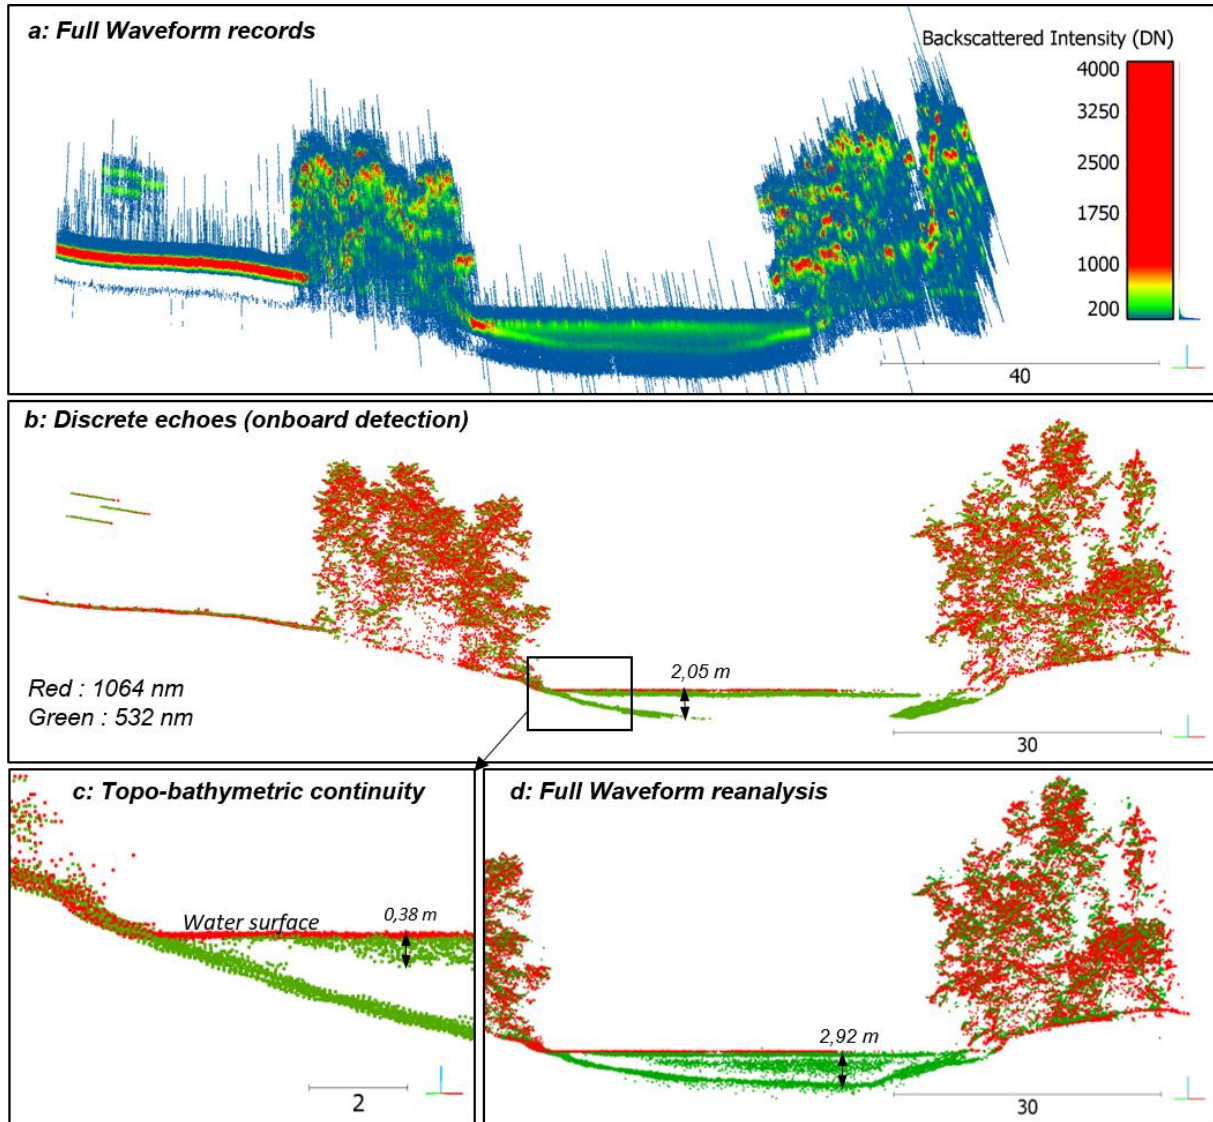 a: Full Waveform records
Backscattered Intensity (DN)
4000
3250
2500
1750
1000
200
40
b: Discrete echoes (onboard detection)
Red : 1064 nm
Green : 532 nm
2,05 m
30
c: Topo-bathymetric continuity
Water surface
0,38 m
2
d: Full Waveform reanalysis
2,92 m
30